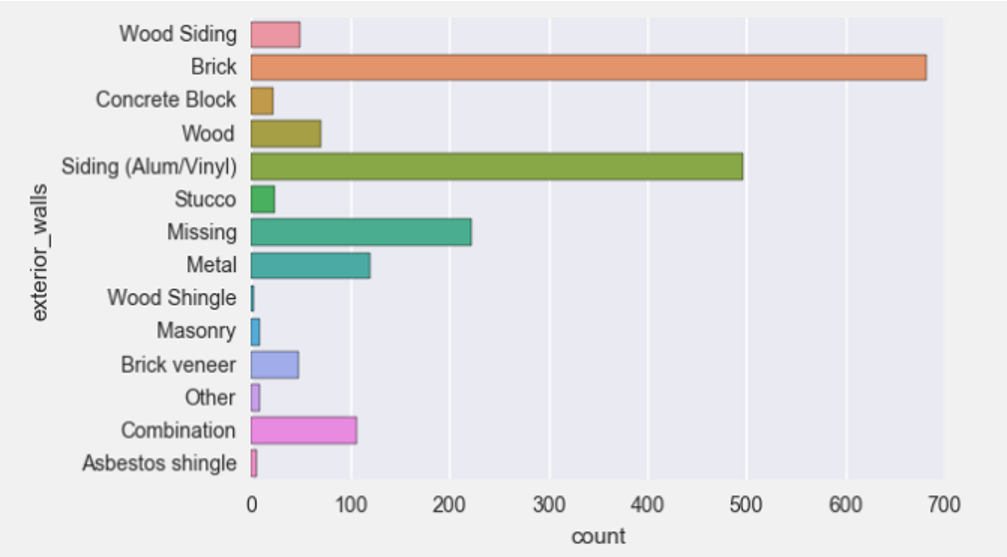 Wood Siding
Brick
Concrete Block
Wood
Siding (Alum/Vinyl)
Stucco
Missing
Metal
Wood Shingle
Masonry
Brick veneer
Other
Combination
Asbestos shingle
exterior_walls
0 100 200 300 400 500 600 700
count